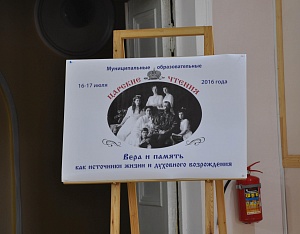 Муниципальные образовательные
ЦАРСКИЕ ЧТЕНИЯ
16-17 июля 2016 года
Вера и память
как источники жизни и духовного возрождения